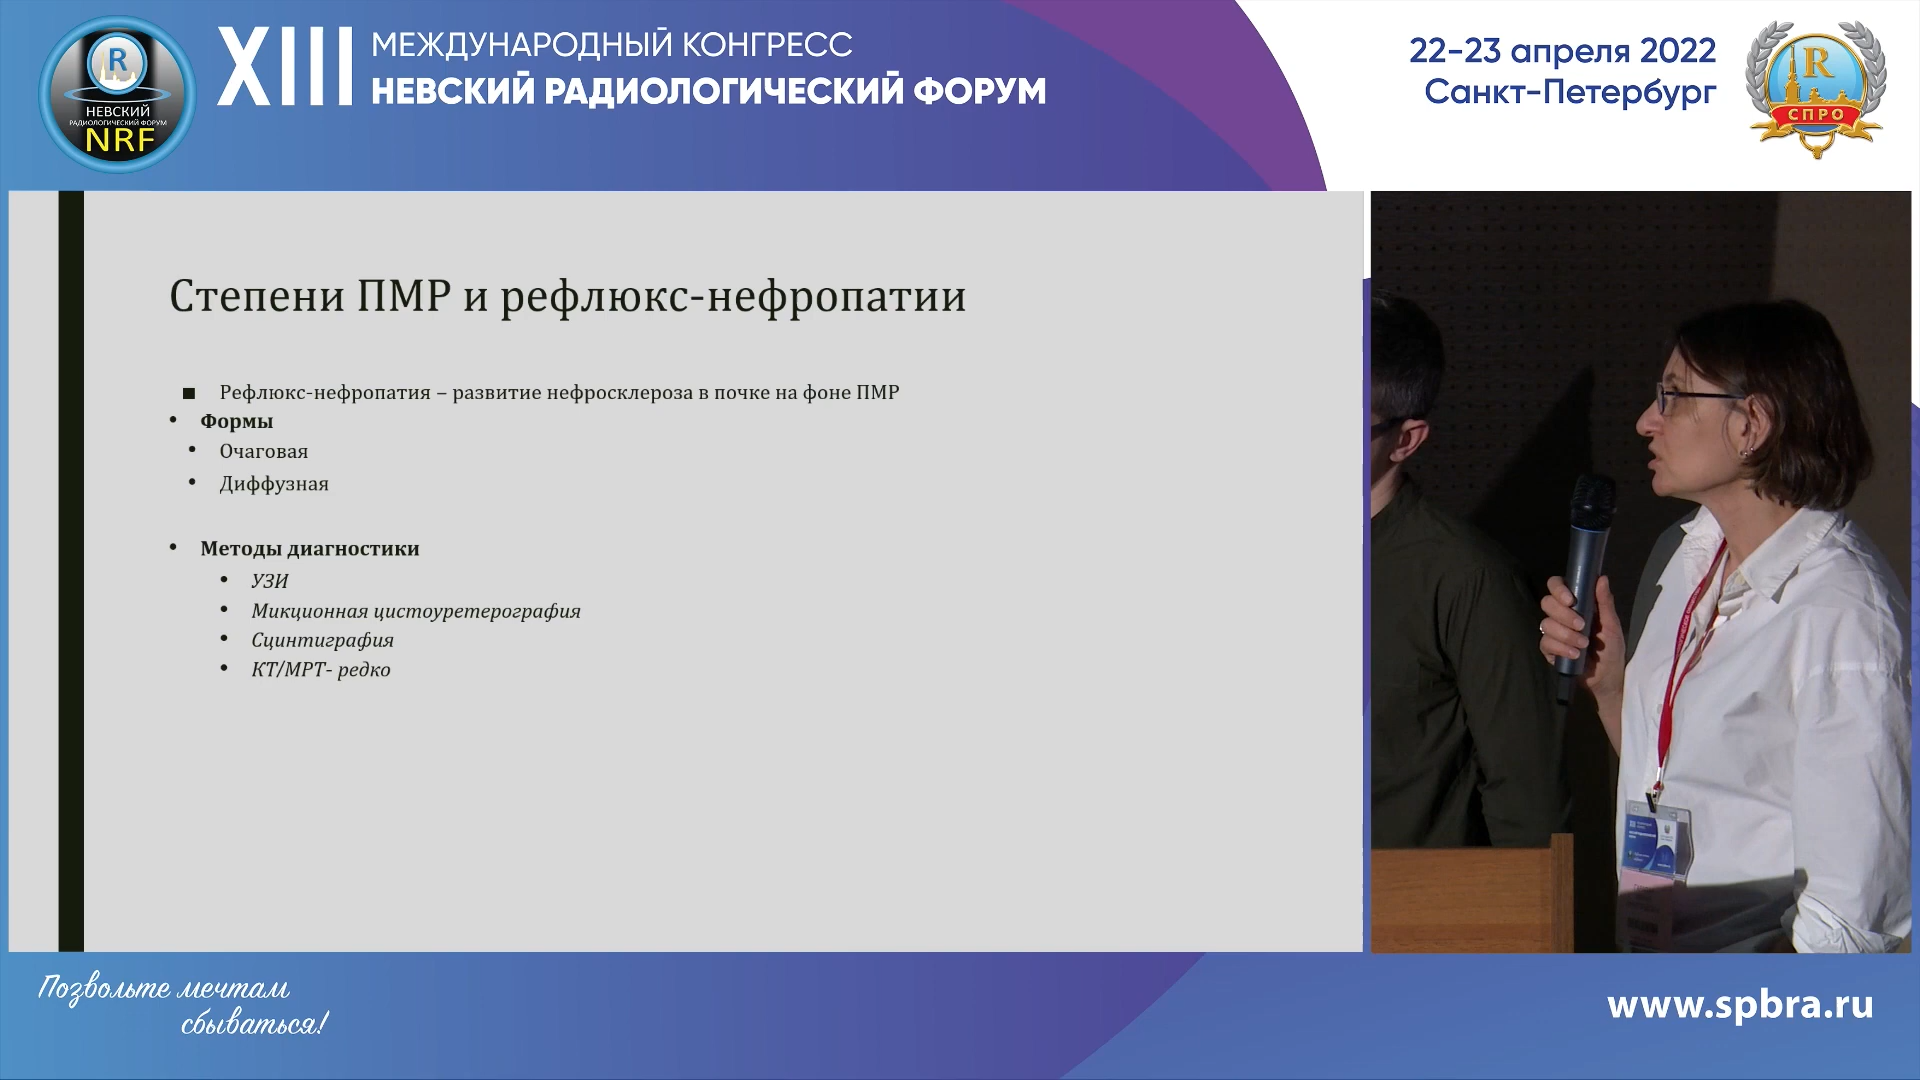 XIII МЕЖДУНАРОДНЫЙ КОНГРЕСС
НЕВСКИЙ РАДИОЛОГИЧЕСКИЙ ФОРУМ
R
НЕВСКИЙ
РАДИОЛОГИЧЕСКИЙ ФОРУМ
NRF
22-23 апреля 2022
Санкт-Петербург
R
СПРО
Степени ПМР и рефлюкс-нефропатии
Рефлюкс-нефропатия – развитие нефросклероза в почке на фоне ПМР
Формы
Очаговая
Диффузная
Методы диагностики
УЗИ
Микционная цистоуретерография
Сцинтиграфия
КТ/МРТ- редко
Позвольте мечтам
сбываться!
www.spbra.ru